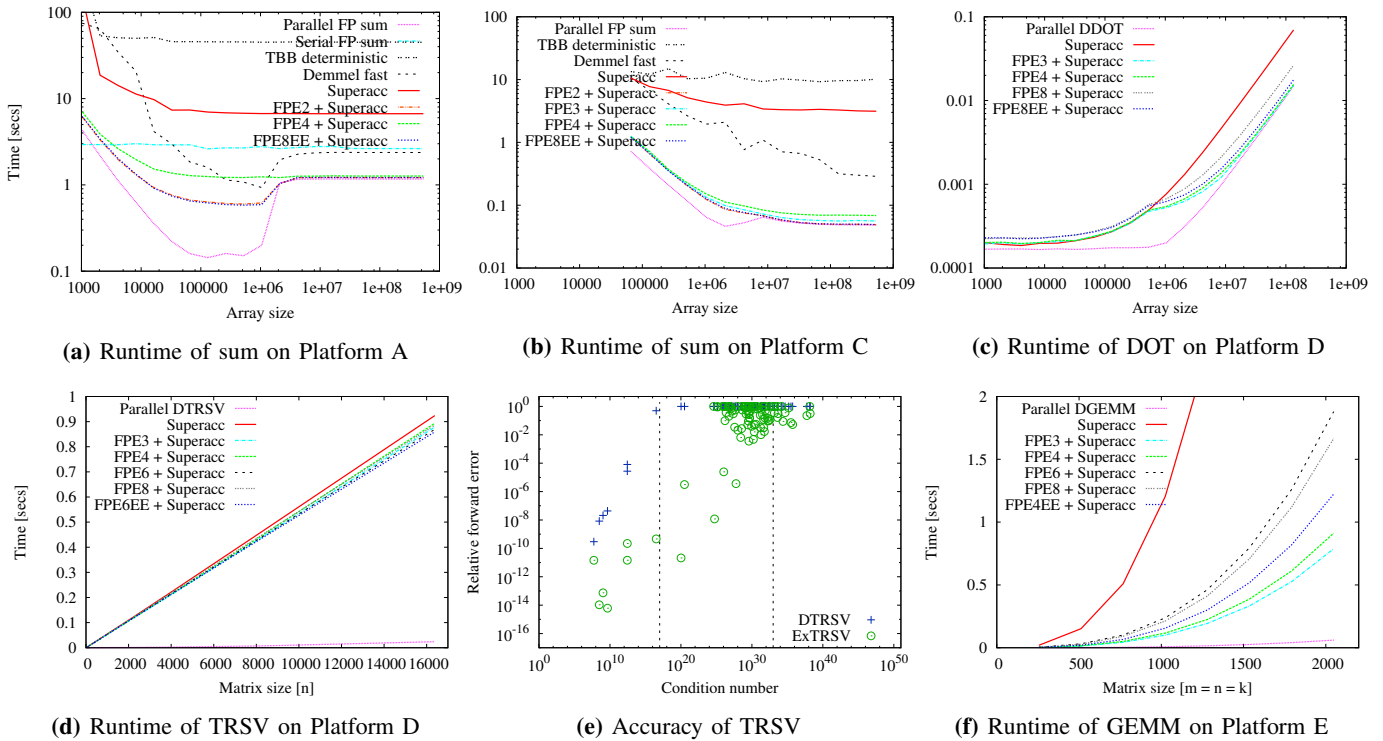 100
10
1
0.1
Time [secs]
1000
10000
100000
1e+06
1e+07
1e+08
1e+09
Array size
Parallel FP sum
Serial FP sum
TBB deterministic
Demmel fast
Superacc
FPE2 + Superacc
FPE4 + Superacc
FPE8EE + Superacc
(a) Runtime of sum on Platform A
100
10
1
0.1
0.01
1000
10000
100000
1e+06
1e+07
1e+08
1e+09
Array size
Parallel FP sum
TBB deterministic
Demmel fast
Superacc
FPE2 + Superacc
FPE3 + Superacc
FPE4 + Superacc
FPE8EE + Superacc
(b) Runtime of sum on Platform C
0.1
0.01
0.001
0.0001
1000
10000
100000
1e+06
1e+07
1e+08
1e+09
Array size
Parallel DDOT
Superacc
FPE3 + Superacc
FPE4 + Superacc
FPE8 + Superacc
FPE8EE + Superacc
(c) Runtime of DOT on Platform D
1
0.9
0.8
0.7
0.6
0.5
0.4
0.3
0.2
0.1
0
Time [secs]
0
2000
4000
6000
8000
10000
12000
14000
16000
Matrix size [n]
Parallel DTRSV
Superacc
FPE3 + Superacc
FPE4 + Superacc
FPE6 + Superacc
FPE8 + Superacc
FPE6EE + Superacc
(d) Runtime of TRSV on Platform D
10^0
10^-2
10^-4
10^-6
10^-8
10^-10
10^-12
10^-14
10^-16
Relative forward error
10^0
10^10
10^20
10^30
10^40
10^50
Condition number
DTRSV
ExTRSV
(e) Accuracy of TRSV
2
1.5
1
0.5
0
Time [secs]
0
500
1000
1500
2000
Matrix size [m = n = k]
Parallel DGEMM
Superacc
FPE3 + Superacc
FPE4 + Superacc
FPE6 + Superacc
FPE8 + Superacc
FPE4EE + Superacc
(f) Runtime of GEMM on Platform E